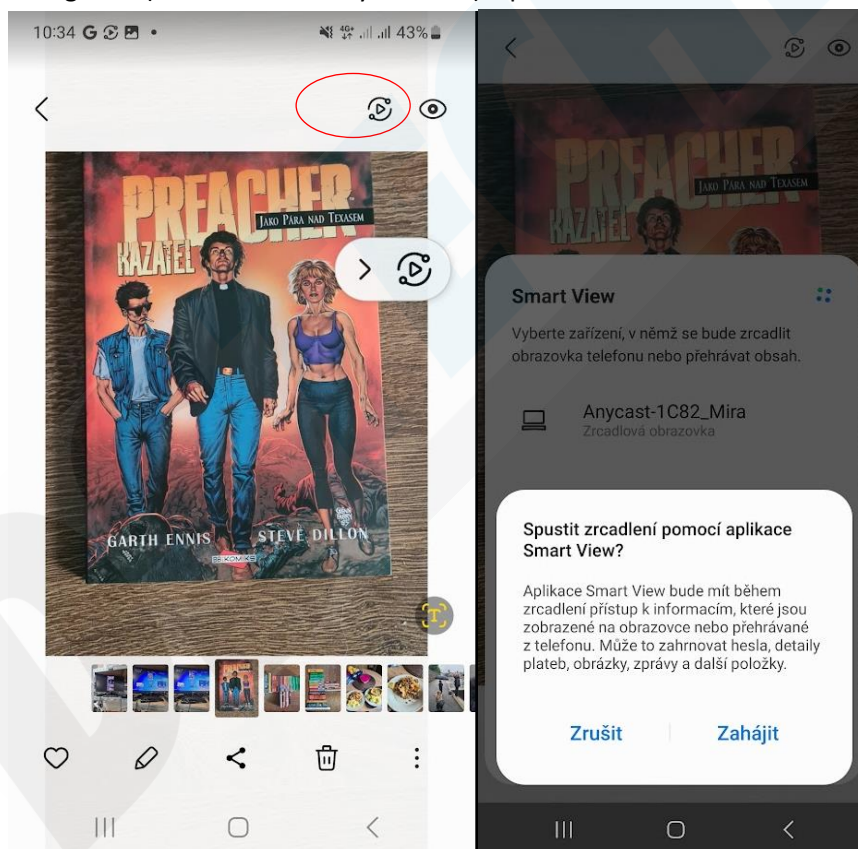 10:34 G
4G+
43%
PREACHER
KAZATEL
JAKO PÁRA NAD TEXASEM
GARTH ENNIS
STEVE DILLON
T
PREACHER
KAZATEL
JAKO PÁRA NAD TEXASEM
Smart View
Vyberte zařízení, v němž se bude zrcadlit
obrazovka telefonu nebo přehrávat obsah.
Anycast-1C82_Mira
Zrcadlová obrazovka
Spustit zrcadlení pomocí aplikace
Smart View?
Aplikace Smart View bude mít během
zrcadlení přístup k informacím, které jsou
zobrazené na obrazovce nebo přehrávané
z telefonu. Může to zahrnovat hesla, detaily
plateb, obrázky, zprávy a další položky.
Zrušit
Zahájit